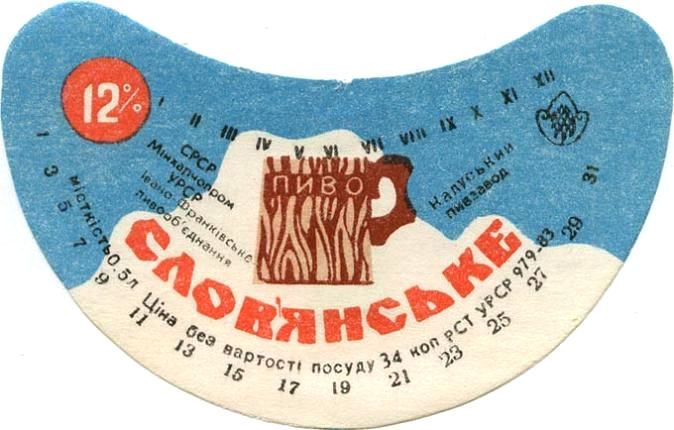 12%
I II III IV V VI VII VIII IX X XI XII
СРСР
Мінхарчопром
УРСР
Івано-Франківське
пивооб'єднання
ПИВО
Калуський
пивзавод
СЛОВ'ЯНСЬКЕ
місткість 0.5л Ціна без вартості посуду 34 коп РСТ УРСР 979-83
1 3 5 7 9 11 13 15 17 19 21 23 25 27 29 31